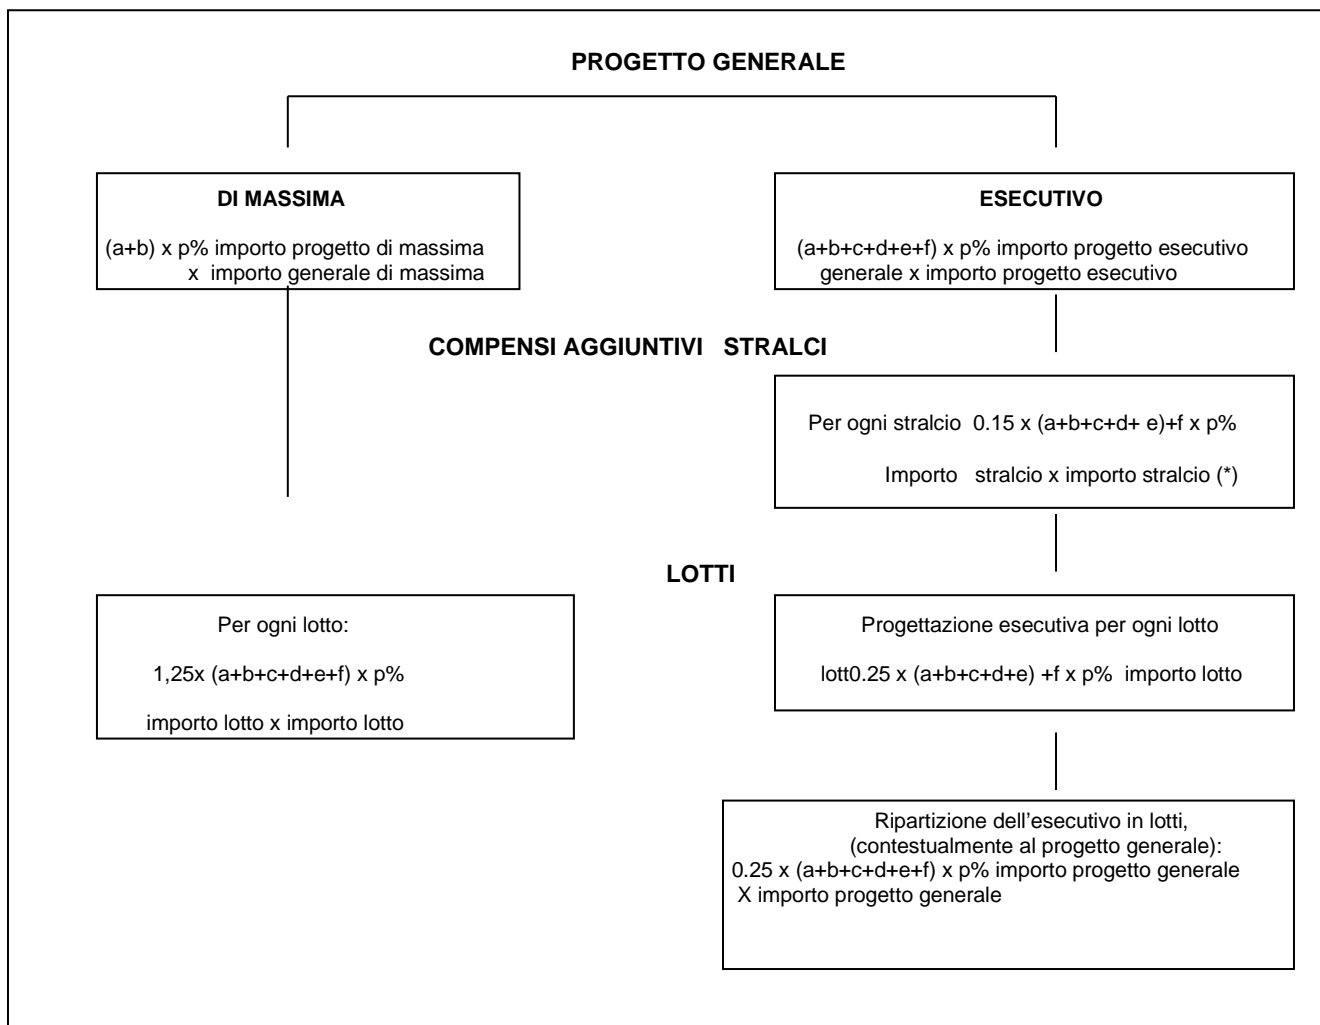 PROGETTO GENERALE
DI MASSIMA
(a+b) x p% importo progetto di massima
x importo generale di massima
ESECUTIVO
(a+b+c+d+e+f) x p% importo progetto esecutivo
generale x importo progetto esecutivo
COMPENSI AGGIUNTIVI STRALCI
Per ogni stralcio 0.15 x (a+b+c+d+ e)+f x p%
Importo stralcio x importo stralcio (*)
LOTTI
Per ogni lotto:
1,25x (a+b+c+d+e+f) x p%
importo lotto x importo lotto
Progettazione esecutiva per ogni lotto
lott0.25 x (a+b+c+d+e) +f x p% importo lotto
Ripartizione dell'esecutivo in lotti,
(contestualmente al progetto generale):
0.25 x (a+b+c+d+e+f) x p% importo progetto generale
X importo progetto generale